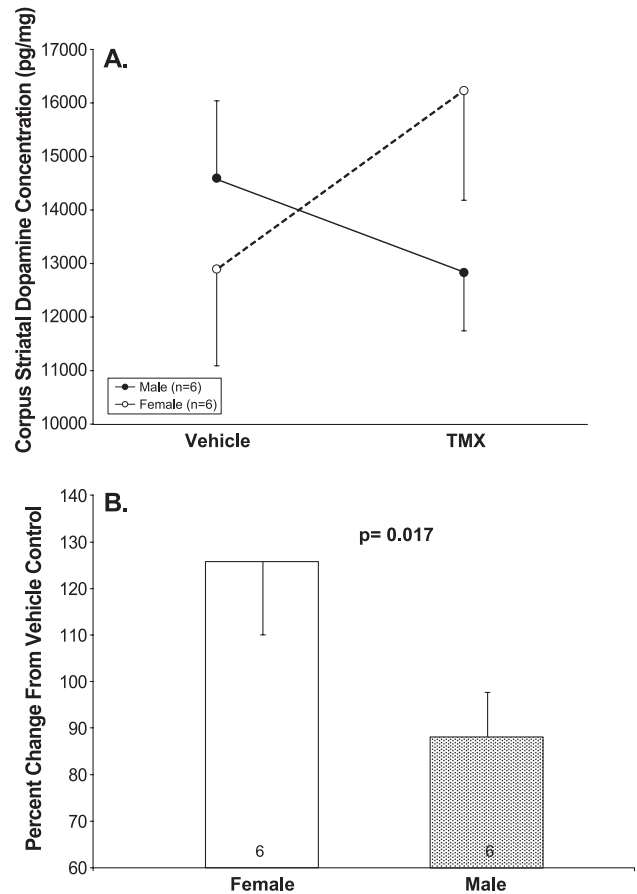 Corpus Striatal Dopamine Concentration (pg/mg)
A.
17000
16000
15000
14000
13000
12000
11000
10000
Male (n=6)
Female (n=6)
Vehicle
TMX
Percent Change From Vehicle Control
B.
140
130
120
110
100
90
80
70
60
p= 0.017
6
6
Female
Male